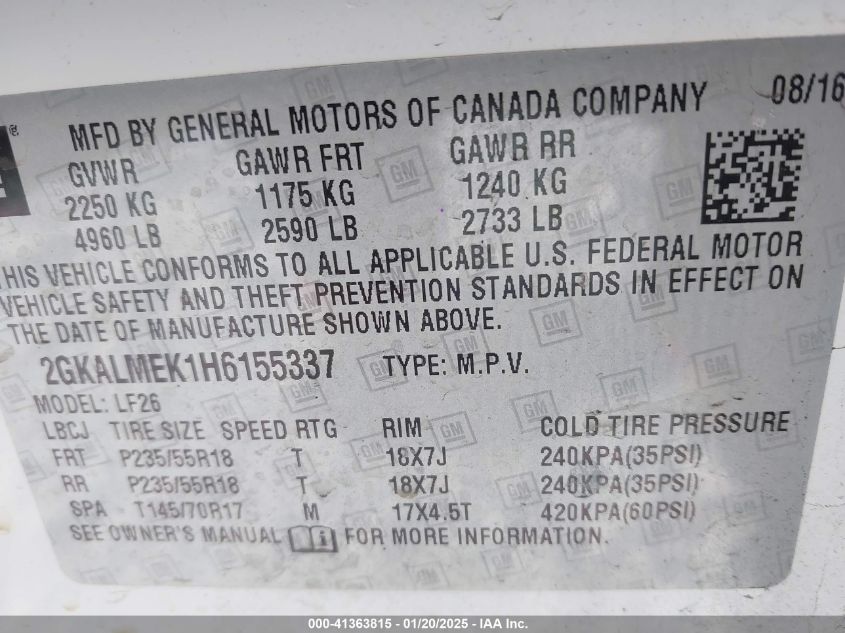 MFD BY GENERAL MOTORS OF CANADA COMPANY 08/16
GVWR GAWR FRT GAWR RR
2250 KG 1175 KG 1240 KG
4960 LB 2590 LB 2733 LB
THIS VEHICLE CONFORMS TO ALL APPLICABLE U.S. FEDERAL MOTOR
VEHICLE SAFETY AND THEFT PREVENTION STANDARDS IN EFFECT ON
THE DATE OF MANUFACTURE SHOWN ABOVE.
2GKALMEK1H6155337 TYPE: M.P.V.
MODEL: LF26
LBCJ TIRE SIZE SPEED RTG RIM COLD TIRE PRESSURE
FRT P235/55R18 T 18X7J 240KPA(35PSI)
RR P235/55R18 T 18X7J 240KPA(35PSI)
SPA T145/70R17 M 17X4.5T 420KPA(60PSI)
SEE OWNER'S MANUAL FOR MORE INFORMATION.
000-41363815 - 01/20/2025 - IAA Inc.